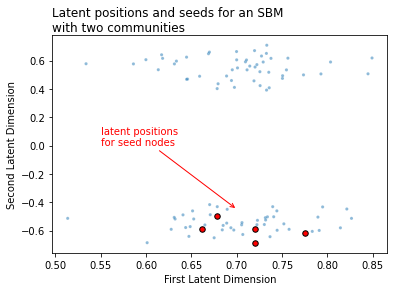 Latent positions and seeds for an SBM
with two communities
Second Latent Dimension
0.6
0.4
0.2
0.0
−0.2
−0.4
−0.6
latent positions
for seed nodes
0.50 0.55 0.60 0.65 0.70 0.75 0.80 0.85
First Latent Dimension